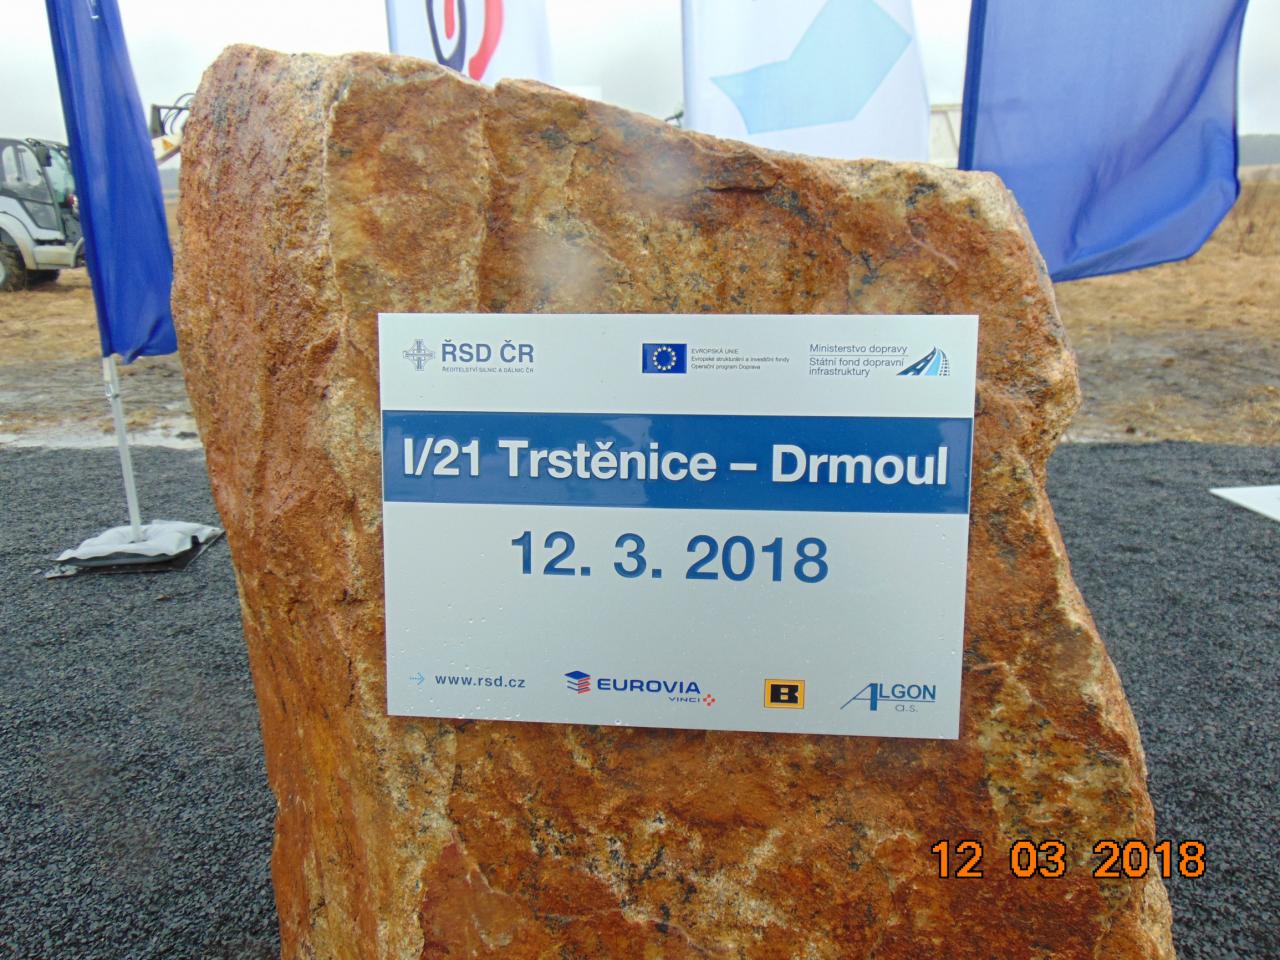 ŘSD ČR
ŘEDITELSTVÍ SILNIC A DÁLNIC ČR
EVROPSKÁ UNIE
Evropské strukturální a investiční fondy
Operační program Doprava
Ministerstvo dopravy
Státní fond dopravní
infrastruktury
I/21 Trstěnice – Drmoul
12. 3. 2018
www.rsd.cz
EUROVIA
VINCI
B
ALGON
a.s.
12 03 2018